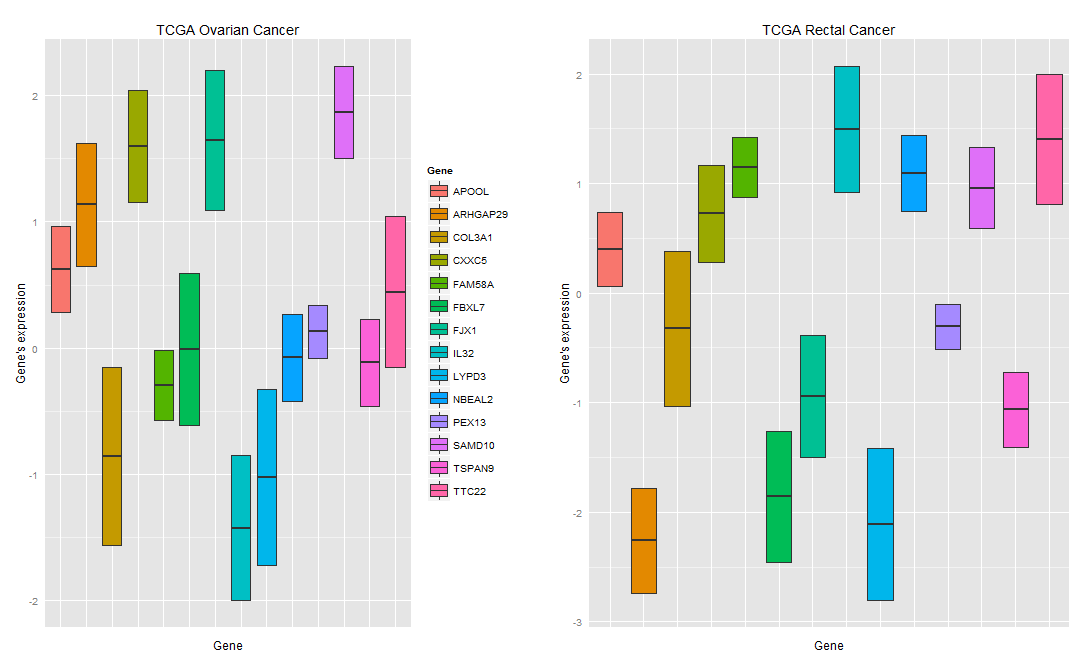 TCGA Ovarian Cancer
Gene's expression
2
1
0
-1
-2
Gene
Gene
APOOL
ARHGAP29
COL3A1
CXXC5
FAM58A
FBXL7
FJX1
IL32
LYPD3
NBEAL2
PEX13
SAMD10
TSPAN9
TTC22
TCGA Rectal Cancer
Gene's expression
2
1
0
-1
-2
-3
Gene